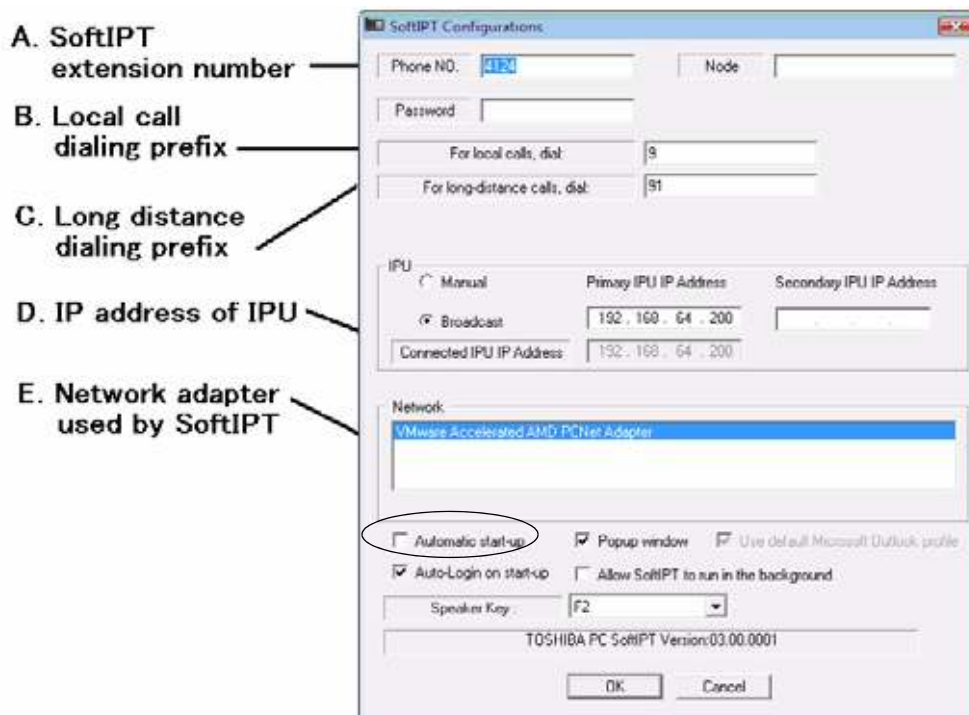 SoftIPT Configurations
A. SoftIPT
extension number
Phone NO.
4124
Node
Password
B. Local call
dialing prefix
For local calls, dial:
9
For long-distance calls, dial:
91
C. Long distance
dialing prefix
IPU
Manual
Primary IPU IP Address
Secondary IPU IP Address
D. IP address of IPU
Broadcast
192 . 168 . 64 . 200
Connected IPU IP Address
192 . 168 . 64 . 200
E. Network adapter
used by SoftIPT
Network
VMware Accelerated AMD PCNet Adapter
Automatic start-up
Popup window
Use default Microsoft Outlook profile
Auto-Login on start-up
Allow SoftIPT to run in the background
Speaker Key :
F2
TOSHIBA PC SoftIPT Version:03.00.0001
OK
Cancel